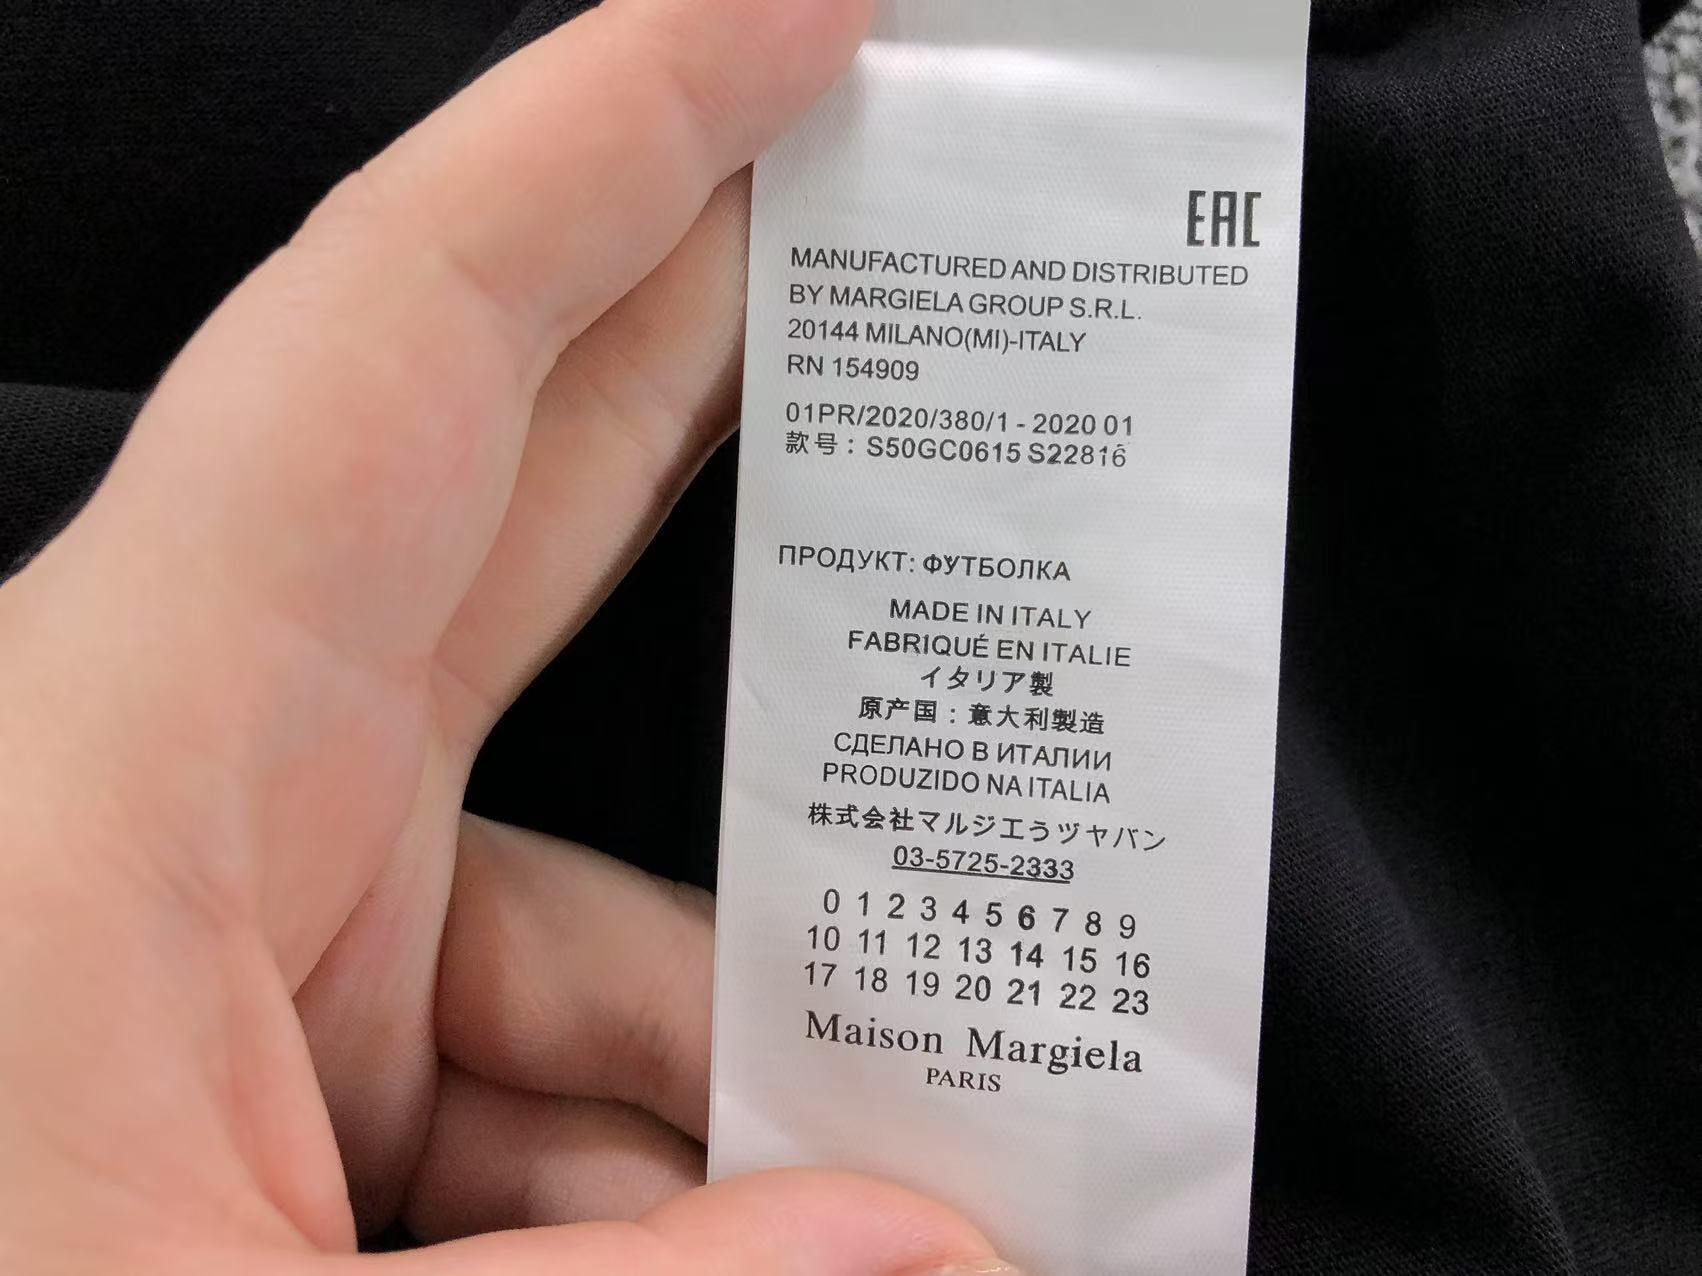 EAC
MANUFACTURED AND DISTRIBUTED
BY MARGIELA GROUP S.R.L.
20144 MILANO(MI)-ITALY
RN 154909
01PR/2020/380/1 - 2020 01
款号：S50GC0615 S22816
ПРОДУКТ: ФУТБОЛКА
MADE IN ITALY
FABRIQUÉ EN ITALIE
イタリア製
原产国：意大利製造
СДЕЛАНО В ИТАЛИИ
PRODUZIDO NA ITALIA
株式会社マルジエうヅヤバン
03-5725-2333
0 1 2 3 4 5 6 7 8 9
10 11 12 13 14 15 16
17 18 19 20 21 22 23
Maison Margiela
PARIS